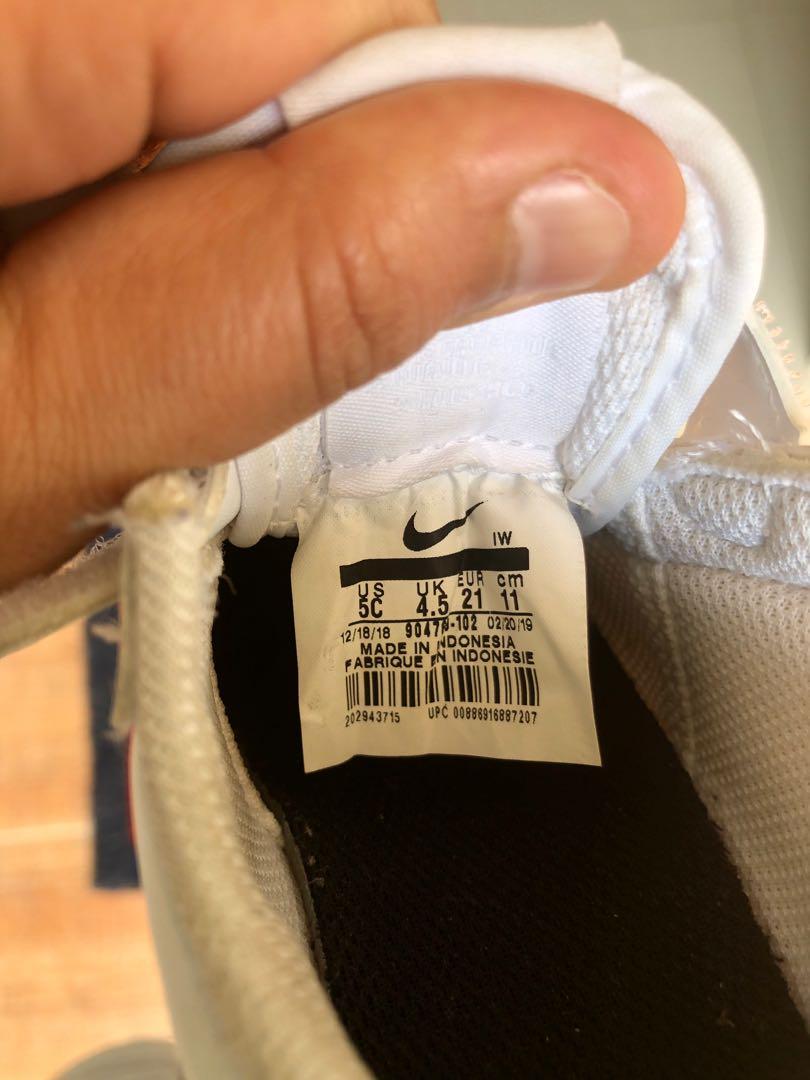 IW
US UK EUR cm
5C 4.5 21 11
12/18/18 02/20/19
MADE IN INDONESIA
FABRIQUE EN INDONESIE
202943715 UPC 00886916887207